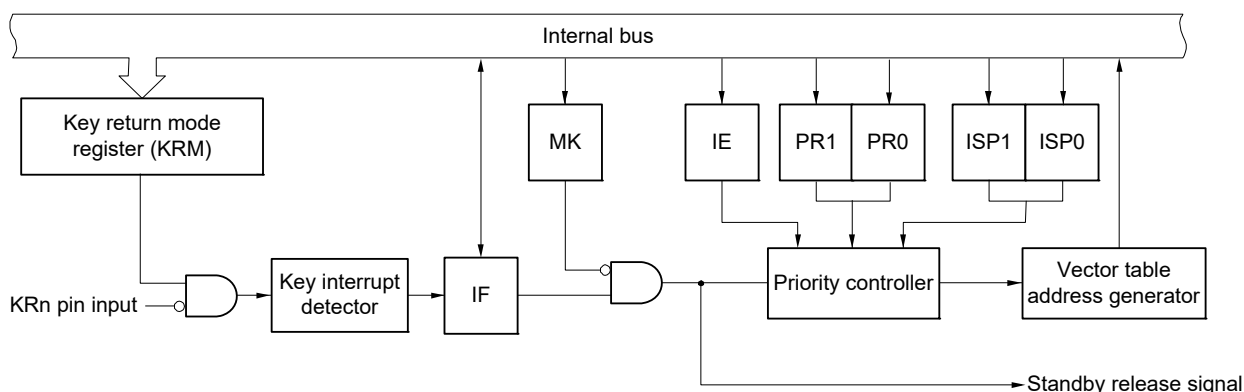 Internal bus
Key return mode
register (KRM)
MK
IE
PR1
PR0
ISP1
ISP0
KRn pin input
Key interrupt
detector
IF
Priority controller
Vector table
address generator
Standby release signal